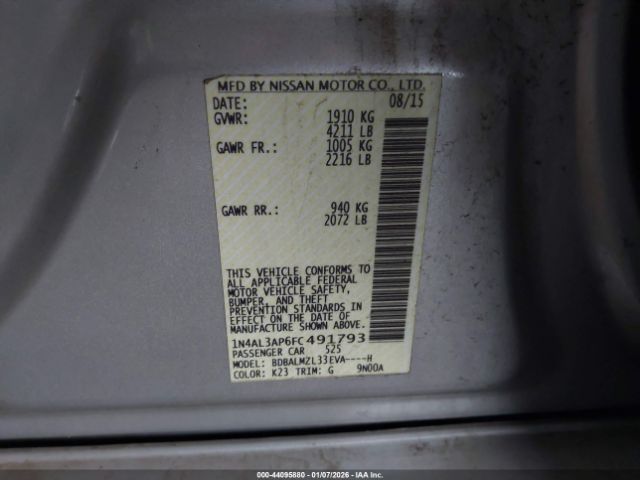 MFD BY NISSAN MOTOR CO., LTD.
DATE: 08/15
GVWR: 1910 KG
4211 LB
GAWR FR.: 1005 KG
2216 LB
GAWR RR.: 940 KG
2072 LB
THIS VEHICLE CONFORMS TO
ALL APPLICABLE FEDERAL
MOTOR VEHICLE SAFETY,
BUMPER, AND THEFT
PREVENTION STANDARDS IN
EFFECT ON THE DATE OF
MANUFACTURE SHOWN ABOVE.
1N4AL3AP6FC491793
PASSENGER CAR 525
MODEL: BDBALMZL33EVA----H
COLOR: K23 TRIM: G 9N00A
000-44095880 - 01/07/2026 - IAA Inc.